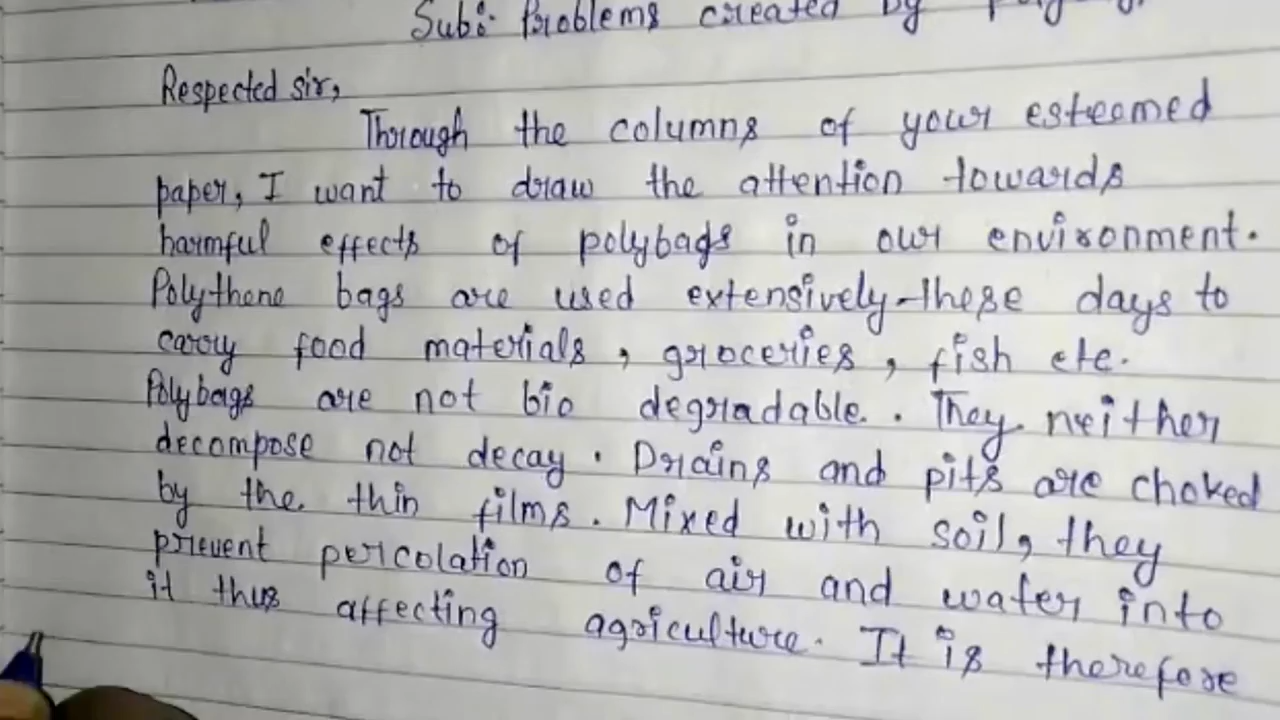 Sub:- Problems created by
Respected sir,
Through the columns of your esteemed
paper, I want to draw the attention towards
harmful effects of polybags in our environment.
Polythene bags are used extensively these days to
carry food materials, groceries, fish etc.
Polybags are not bio degradable. . They neither
decompose not decay. Drains and pits are choked
by the thin films. Mixed with soil, they
prevent percolation of air and water into
it thus affecting agriculture. It is therefore